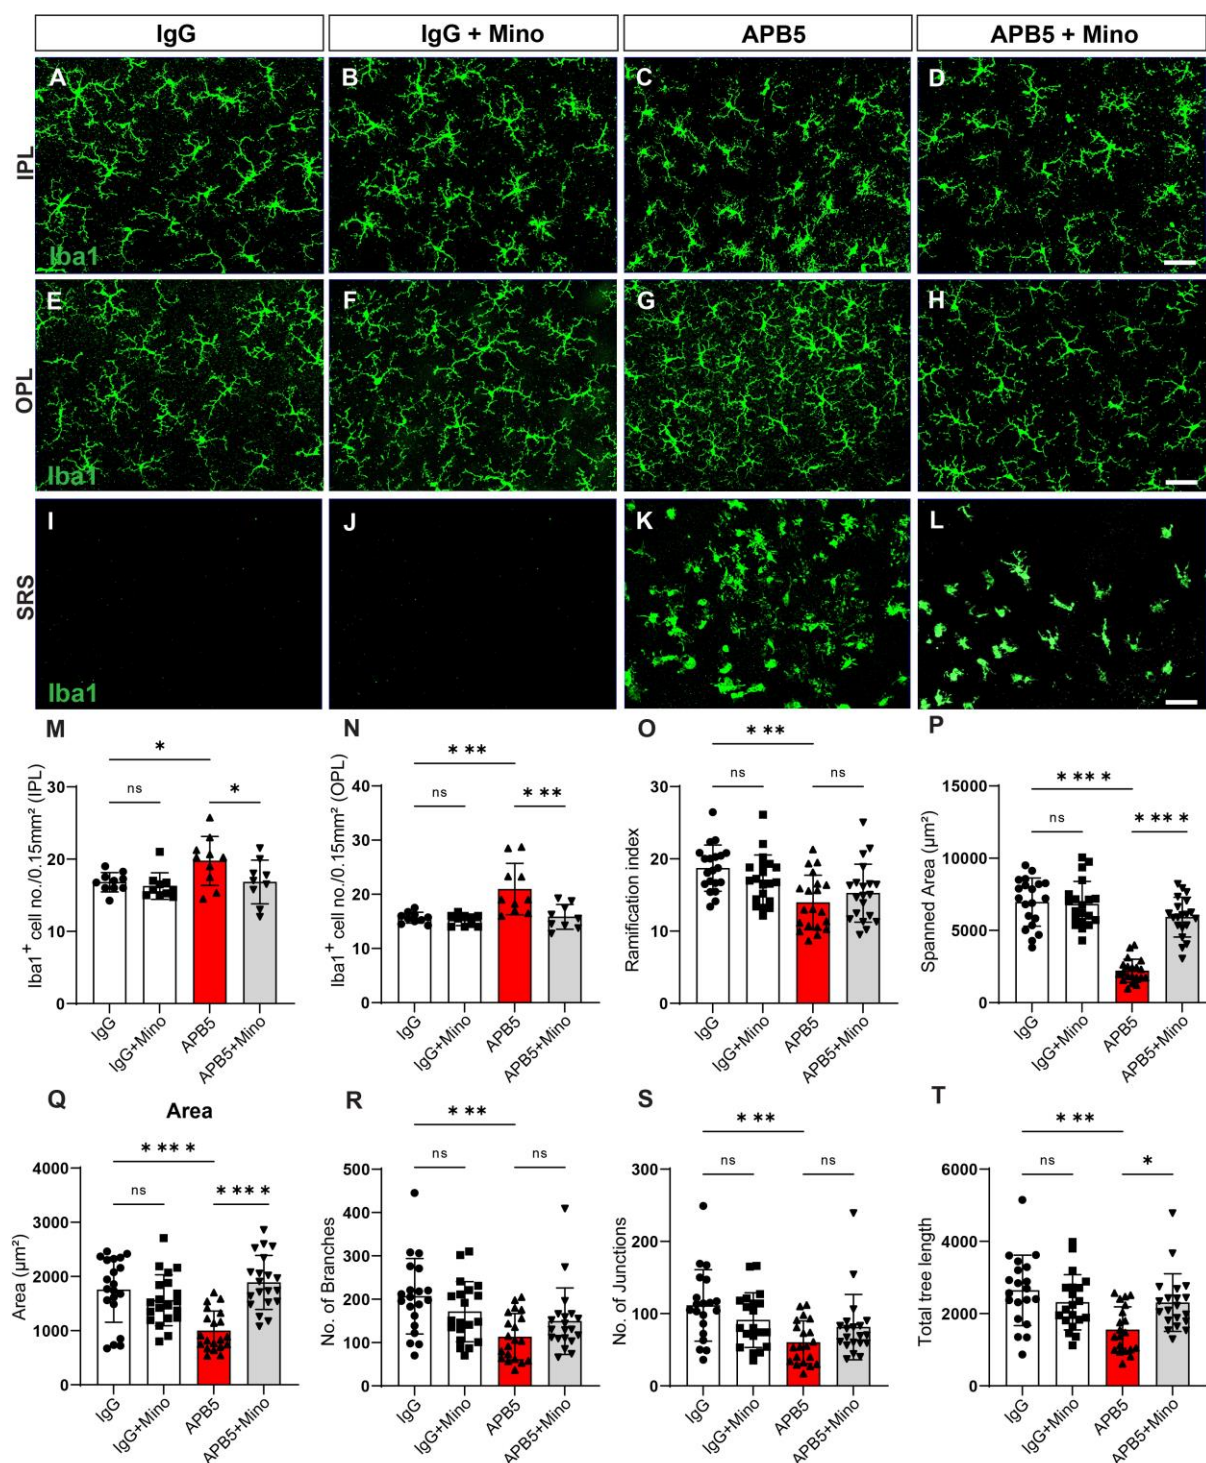 IgG IgG + Mino APB5 APB5 + Mino
A B C D
IPL
Iba1
E F G H
OPL
Iba1
I J K L
SRS
Iba1
M
*
ns *
Iba1⁺ cell no./0.15mm² (IPL)
30
20
10
0
IgG IgG+Mino APB5 APB5+Mino
N
* ***
ns * **
Iba1⁺ cell no./0.15mm² (OPL)
40
30
20
10
0
IgG IgG+Mino APB5 APB5+Mino
O
* **
ns ns
Ramification index
30
20
10
0
IgG IgG+Mino APB5 APB5+Mino
P
* ** *
ns * ** *
Spanned Area (µm²)
15000
10000
5000
0
IgG IgG+Mino APB5 APB5+Mino
Q
Area
* ** *
ns * ** *
Area (µm²)
4000
3000
2000
1000
0
IgG IgG+Mino APB5 APB5+Mino
R
* **
ns ns
No. of Branches
500
400
300
200
100
0
IgG IgG+Mino APB5 APB5+Mino
S
* **
ns ns
No. of Junctions
300
200
100
0
IgG IgG+Mino APB5 APB5+Mino
T
* **
ns *
Total tree length
6000
4000
2000
0
IgG IgG+Mino APB5 APB5+Mino